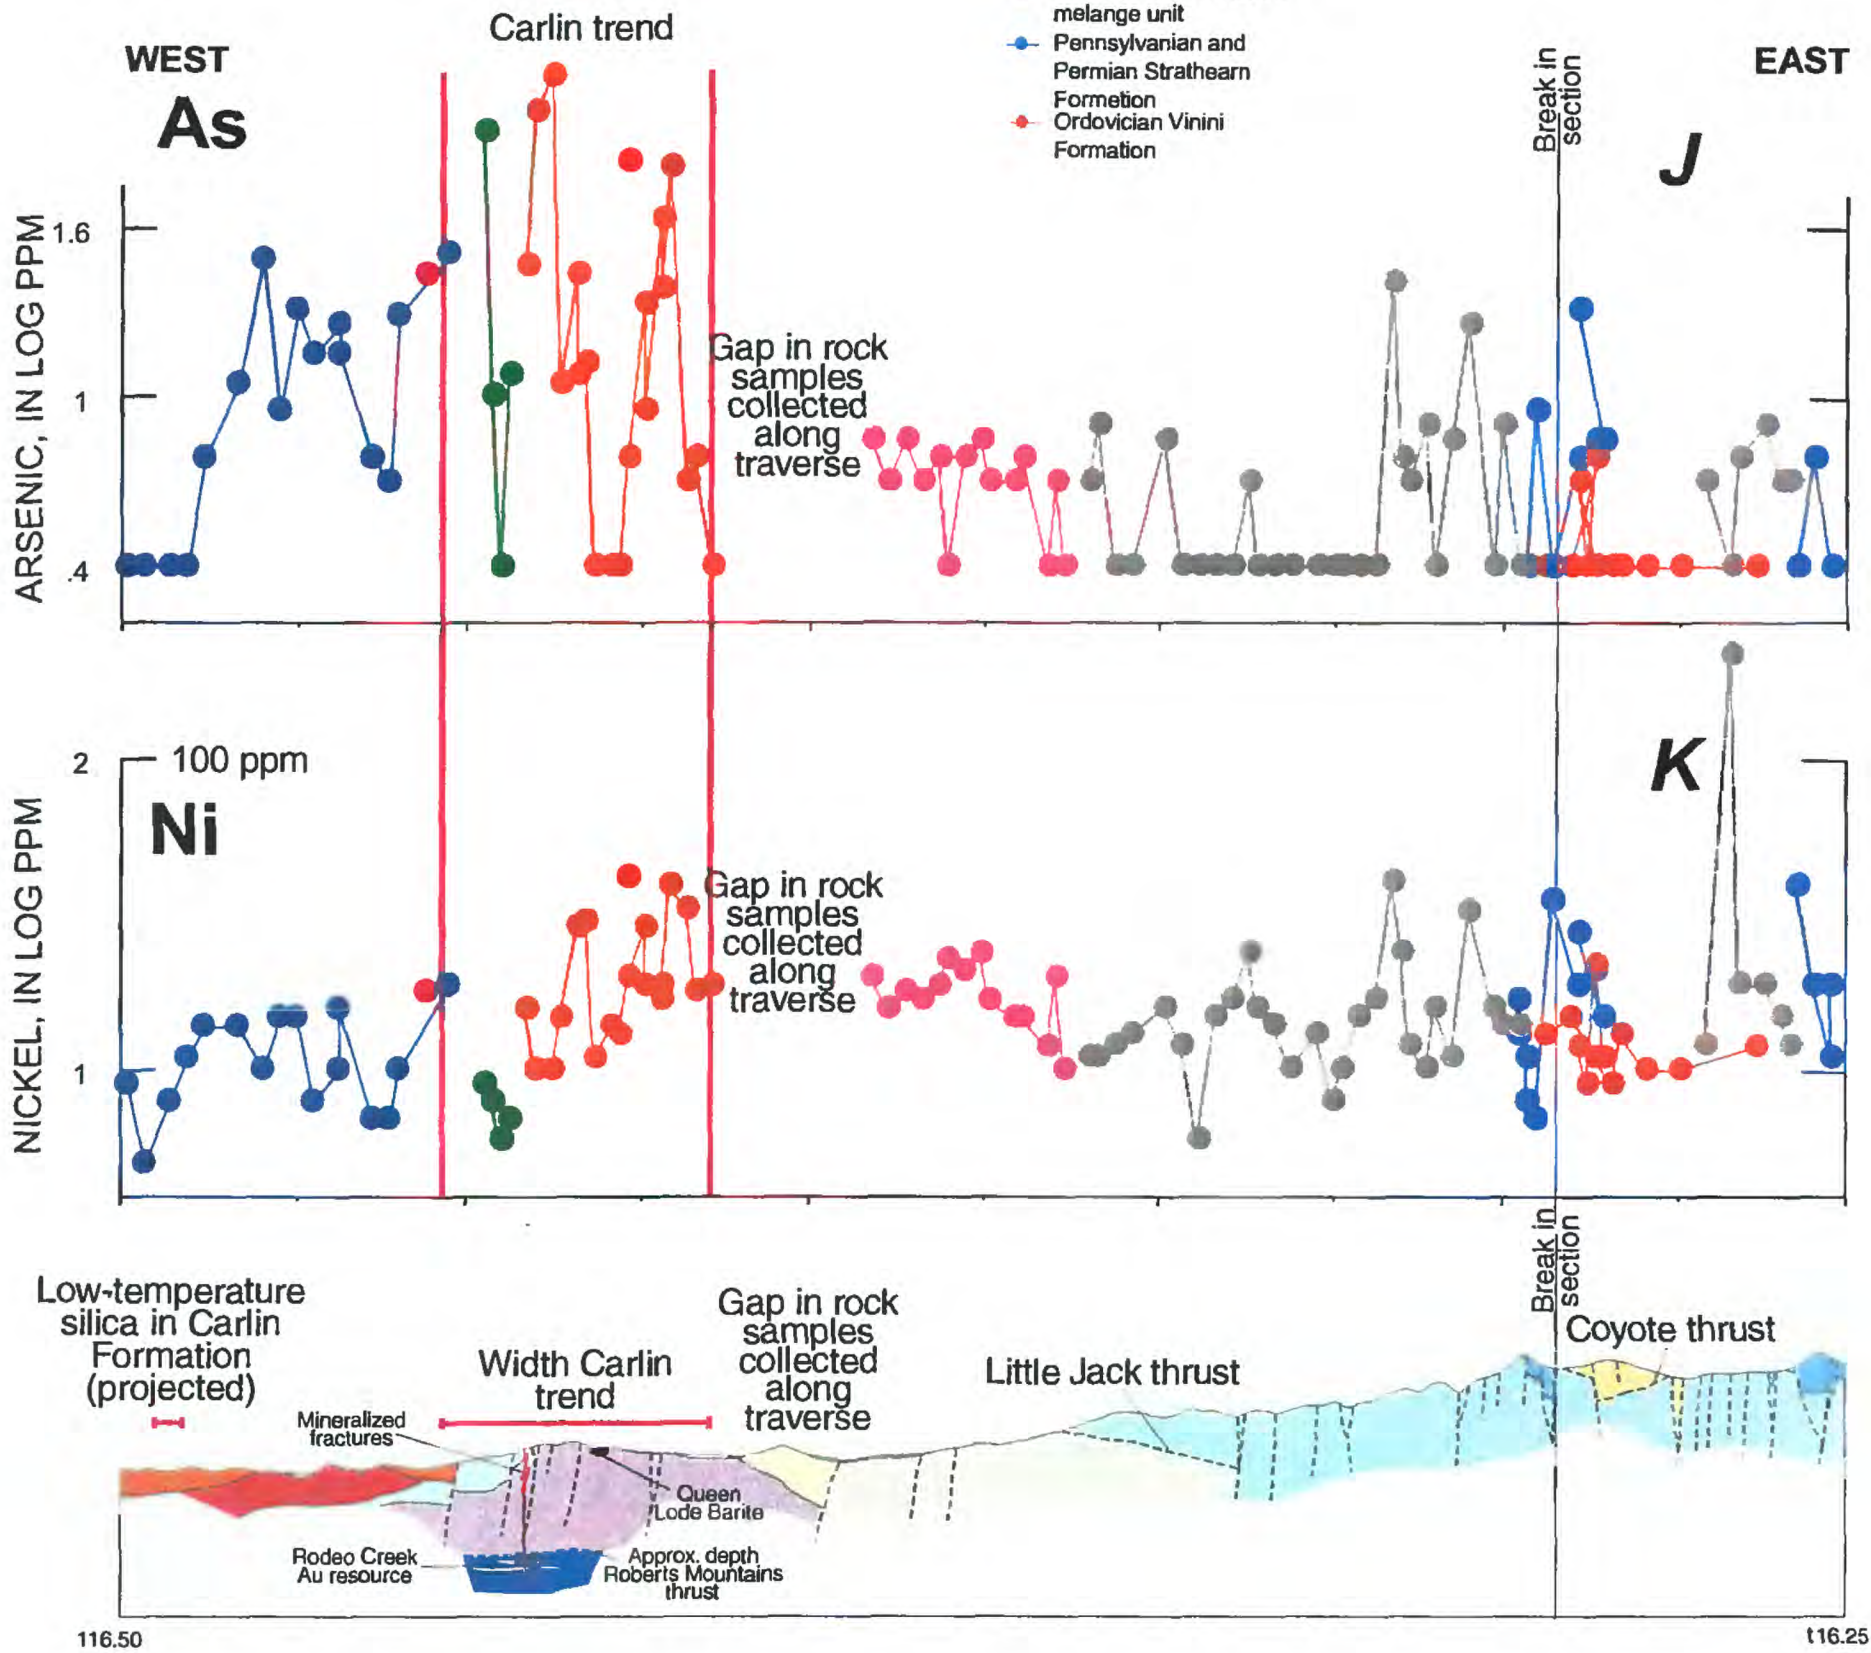 melange unit
Pennsylvanian and
Permian Strathearn
Formetion
Ordovician Vinini
Formation
Carlin trend
WEST
EAST
As
J
Break in
section
ARSENIC, IN LOG PPM
1.6
1
.4
Gap in rock
samples
collected
along
traverse
NICKEL, IN LOG PPM
2
100 ppm
Ni
K
1
Gap in rock
samples
collected
along
traverse
Break in
section
Low-temperature
silica in Carlin
Formation
(projected)
Width Carlin
trend
Gap in rock
samples
collected
along
traverse
Little Jack thrust
Coyote thrust
Mineralized
fractures
Queen
Lode Barite
Rodeo Creek
Au resource
Approx. depth
Roberts Mountains
thrust
116.50
t16.25